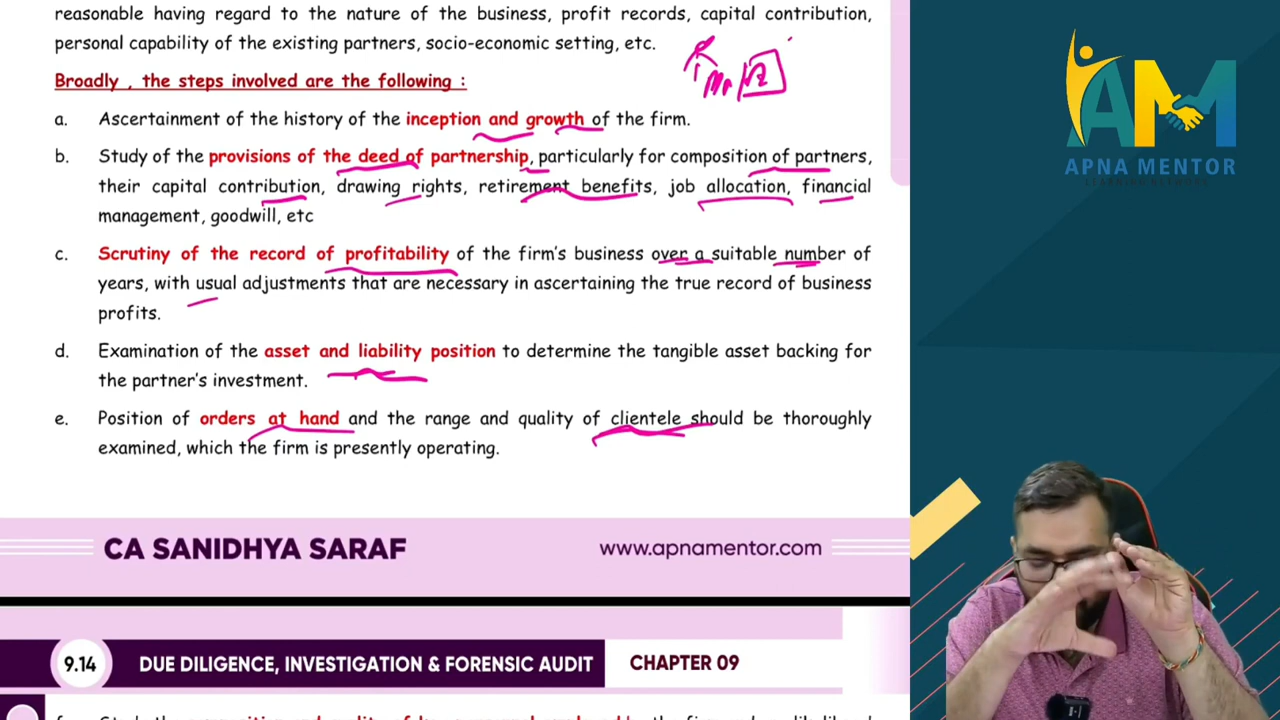 reasonable having regard to the nature of the business, profit records, capital contribution,
personal capability of the existing partners, socio-economic setting, etc.
Broadly , the steps involved are the following :
a. Ascertainment of the history of the inception and growth of the firm.
b. Study of the provisions of the deed of partnership, particularly for composition of partners,
their capital contribution, drawing rights, retirement benefits, job allocation, financial
management, goodwill, etc
c. Scrutiny of the record of profitability of the firm's business over a suitable number of
years, with usual adjustments that are necessary in ascertaining the true record of business
profits.
d. Examination of the asset and liability position to determine the tangible asset backing for
the partner's investment.
e. Position of orders at hand and the range and quality of clientele should be thoroughly
examined, which the firm is presently operating.
CA SANIDHYA SARAF
www.apnamentor.com
9.14
DUE DILIGENCE, INVESTIGATION & FORENSIC AUDIT
CHAPTER 09
AM
APNA MENTOR